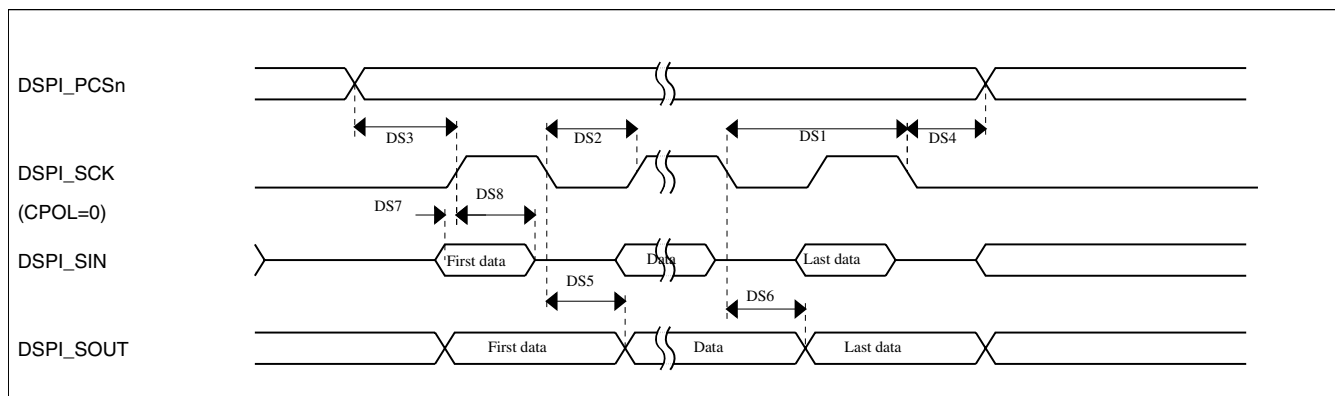 DSPI_PCSn
DS3
DS2
DS1
DS4
DSPI_SCK
(CPOL=0)
DS7
DS8
DSPI_SIN
First data
Data
Last data
DS5
DS6
DSPI_SOUT
First data
Data
Last data